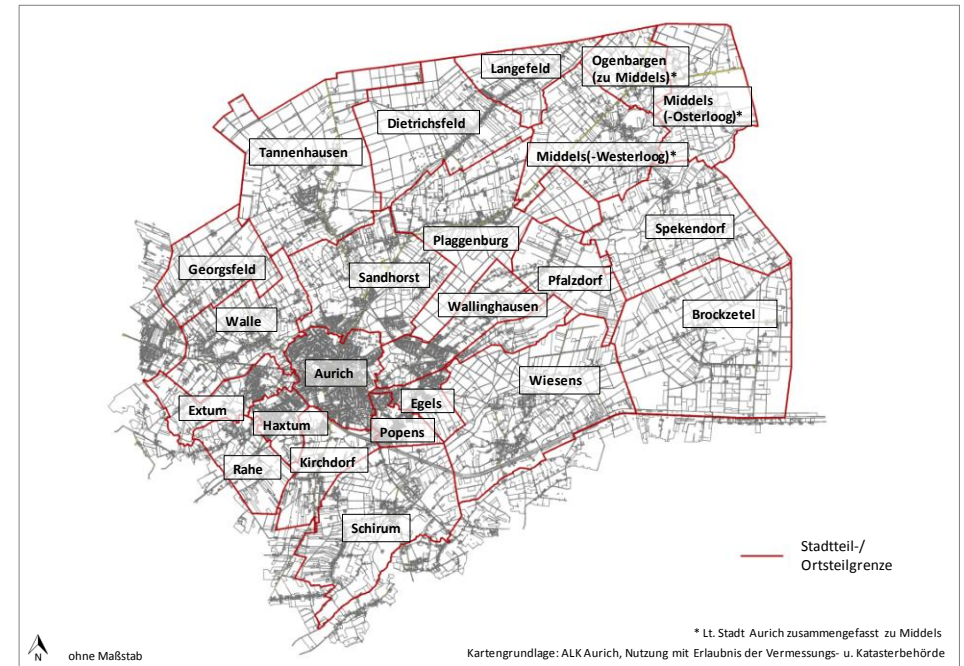 Langefeld
Ogenbargen
(zu Middels)*
Middels
(-Osterloog)*
Dietrichsfeld
Tannenhausen
Middels(-Westerloog)*
Spekendorf
Plaggenburg
Georgsfeld
Sandhorst
Pfalzdorf
Wallinghausen
Brockzetel
Walle
Aurich
Wiesens
Egels
Extum
Haxtum
Popens
Kirchdorf
Rahe
Schirum
Stadtteil-/
Ortsteilgrenze
* Lt. Stadt Aurich zusammengefasst zu Middels
N
ohne Maßstab
Kartengrundlage: ALK Aurich, Nutzung mit Erlaubnis der Vermessungs- u. Katasterbehörde